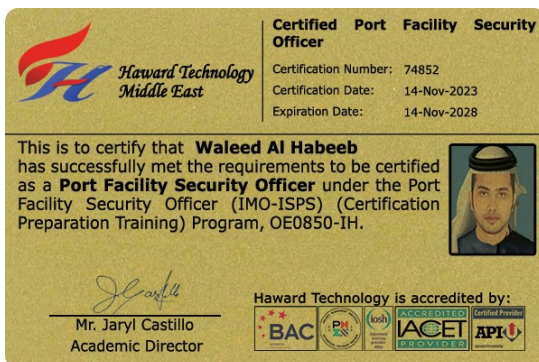 Haward Technology
Middle East
Certified Port Facility Security
Officer
Certification Number: 74852
Certification Date: 14-Nov-2023
Expiration Date: 14-Nov-2028
This is to certify that Waleed Al Habeeb
has successfully met the requirements to be certified
as a Port Facility Security Officer under the Port
Facility Security Officer (IMO-ISPS) (Certification
Preparation Training) Program, OE0850-IH.
Mr. Jaryl Castillo
Academic Director
Haward Technology is accredited by:
BAC
iosh
ACCREDITED
IACET
PROVIDER
Certified Provider
API